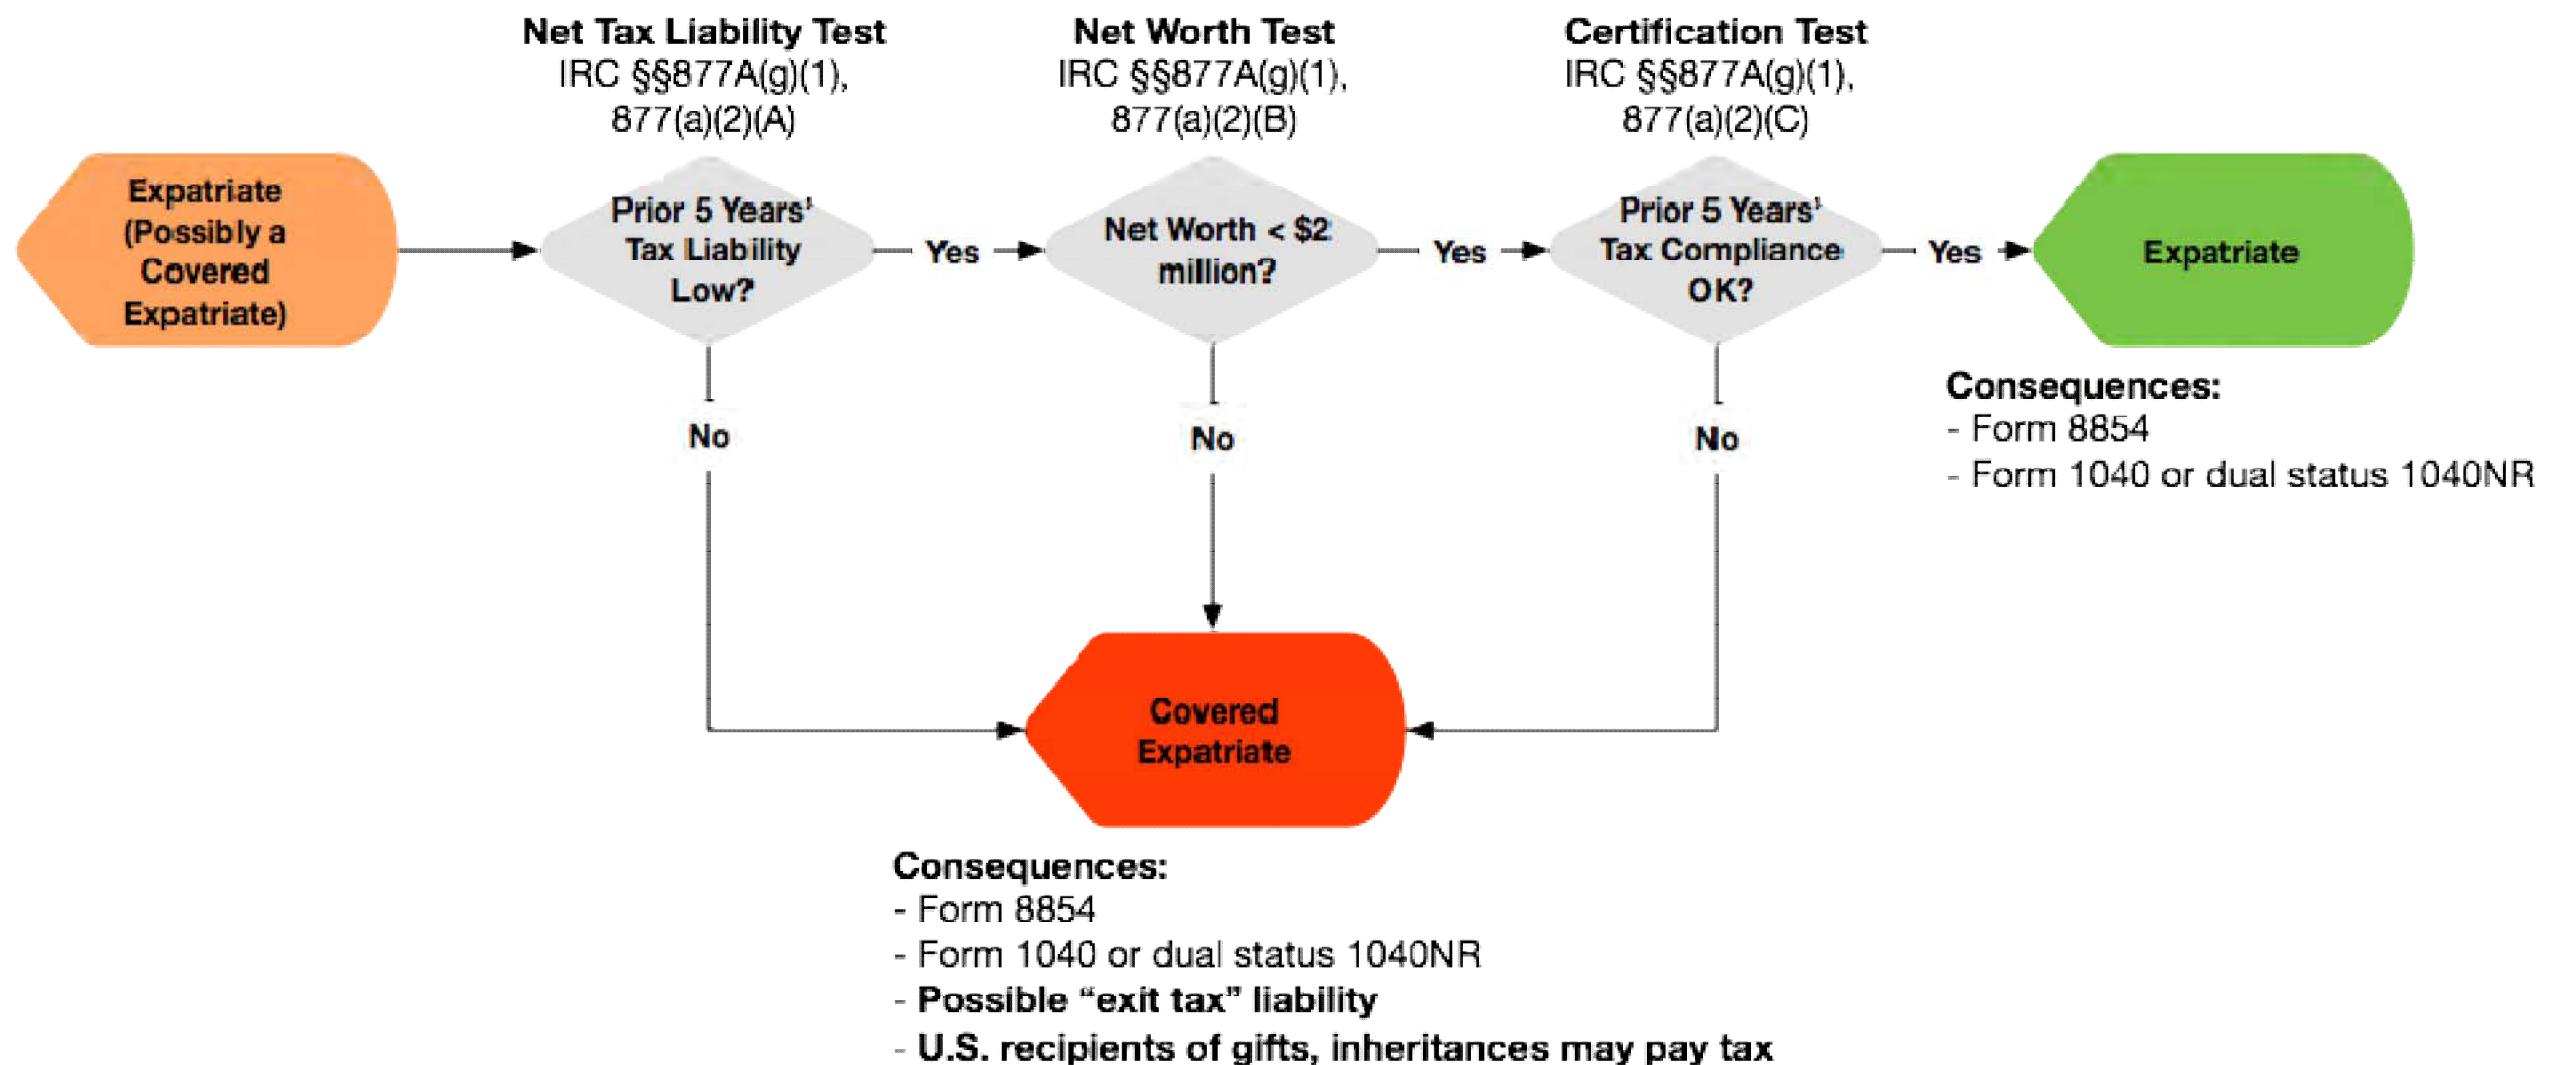 Net Tax Liability Test
IRC §§877A(g)(1),
877(a)(2)(A)
Net Worth Test
IRC §§877A(g)(1),
877(a)(2)(B)
Certification Test
IRC §§877A(g)(1),
877(a)(2)(C)
Expatriate
(Possibly a
Covered
Expatriate)
Prior 5 Years'
Tax Liability
Low?
Yes
Net Worth < $2
million?
Yes
Prior 5 Years'
Tax Compliance
OK?
Yes
Expatriate
Consequences:
- Form 8854
- Form 1040 or dual status 1040NR
No
No
No
Covered
Expatriate
Consequences:
- Form 8854
- Form 1040 or dual status 1040NR
- Possible “exit tax” liability
- U.S. recipients of gifts, inheritances may pay tax